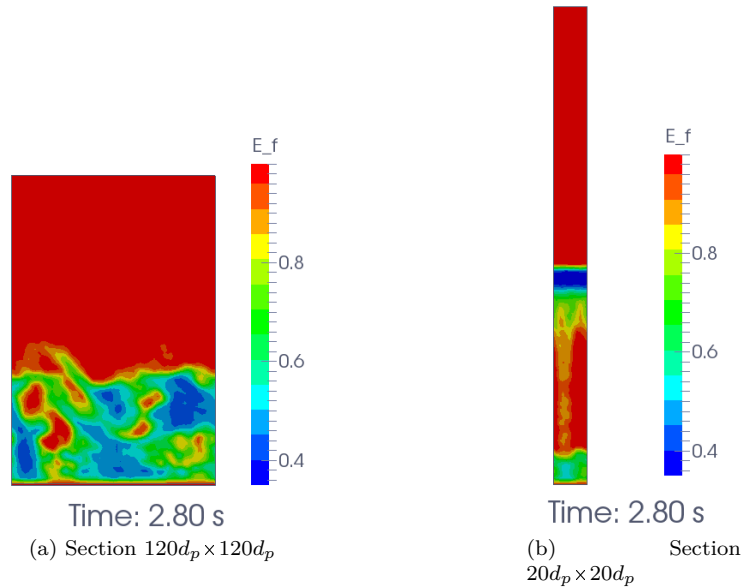 E_f
0.8
0.6
0.4
Time: 2.80 s
(a) Section 120d_p × 120d_p
E_f
0.8
0.6
0.4
Time: 2.80 s
(b) Section
20d_p × 20d_p